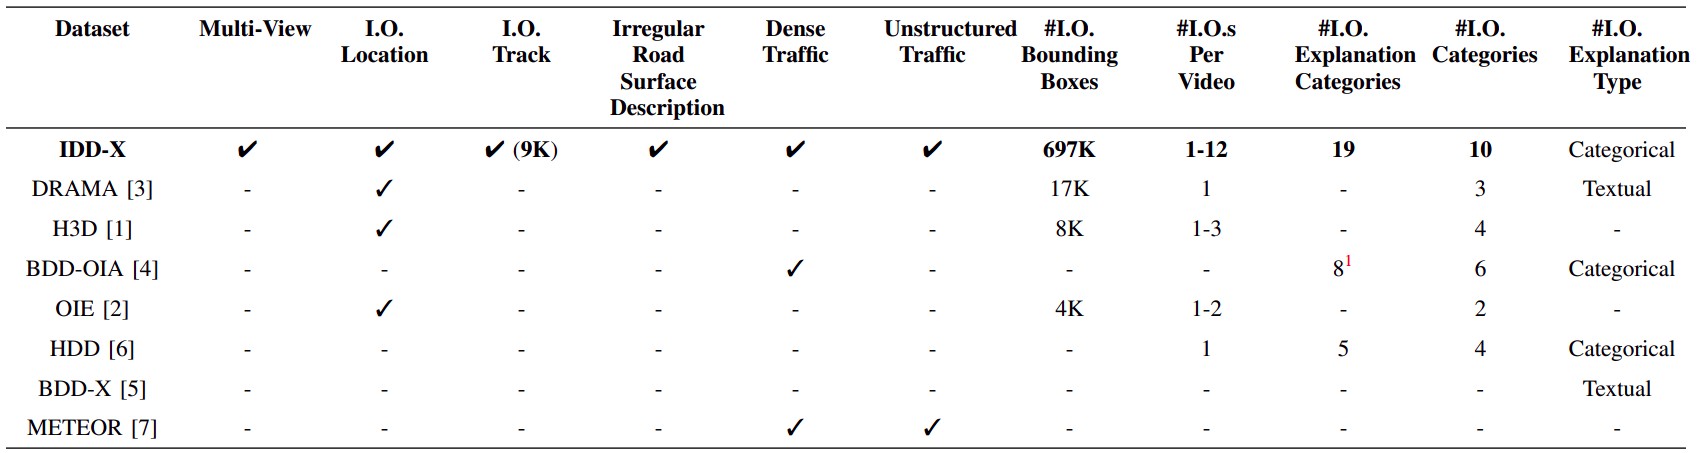 Dataset Multi-View I.O. I.O. Irregular Dense Unstructured #I.O. #I.O.s #I.O. #I.O. #I.O.
Location Track Road Traffic Traffic Bounding Per Explanation Categories Explanation
Surface Boxes Video Categories Type
Description
IDD-X ✔ ✔ ✔ (9K) ✔ ✔ ✔ 697K 1-12 19 10 Categorical
DRAMA [3] - ✓ - - - - 17K 1 - 3 Textual
H3D [1] - ✓ - - - - 8K 1-3 - 4 -
BDD-OIA [4] - - - - ✓ - - - 8¹ 6 Categorical
OIE [2] - ✓ - - - - 4K 1-2 - 2 -
HDD [6] - - - - - - - 1 5 4 Categorical
BDD-X [5] - - - - - - - - - - Textual
METEOR [7] - - - - ✓ ✓ - - - - -